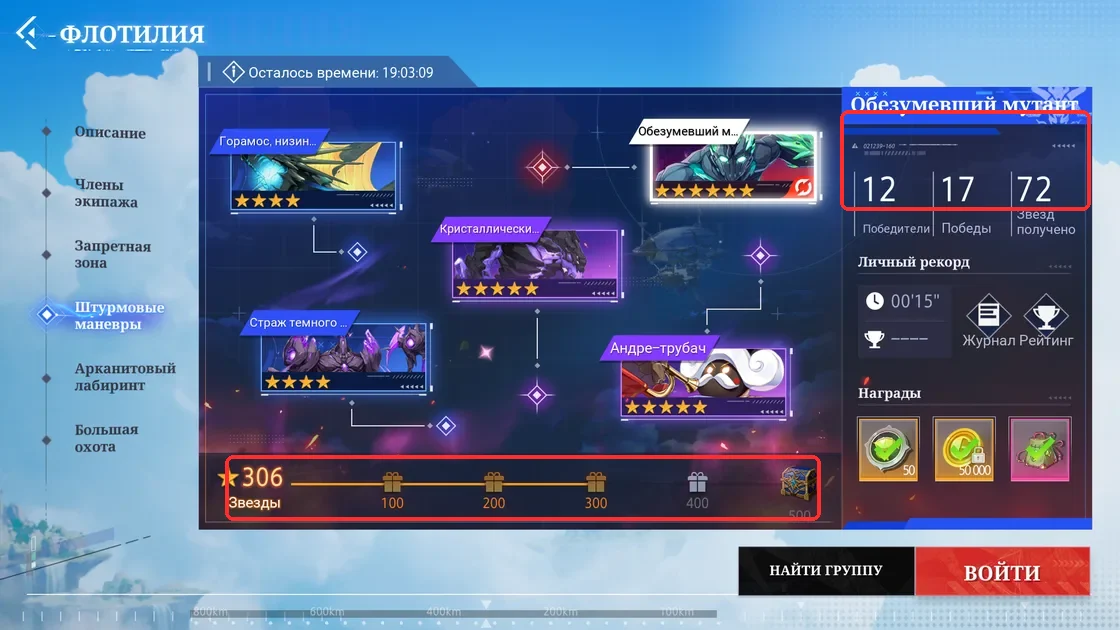 ФЛОТИЛИЯ
Осталось времени: 19:03:09
Описание
Члены
экипажа
Запретная
зона
Штурмовые
маневры
Арканитовый
лабиринт
Большая
охота
Горамос, низин...
Обезумевший м...
Кристаллически...
Страж темного ...
Андре-трубач
306
Звезды
100
200
300
400
500
Обезумевший мутант
12
17
72
Победители
Победы
Звезд
получено
Личный рекорд
00'15"
----
Журнал
Рейтинг
Награды
50
50 000
НАЙТИ ГРУППУ
ВОЙТИ
800km
600km
400km
200km
100km